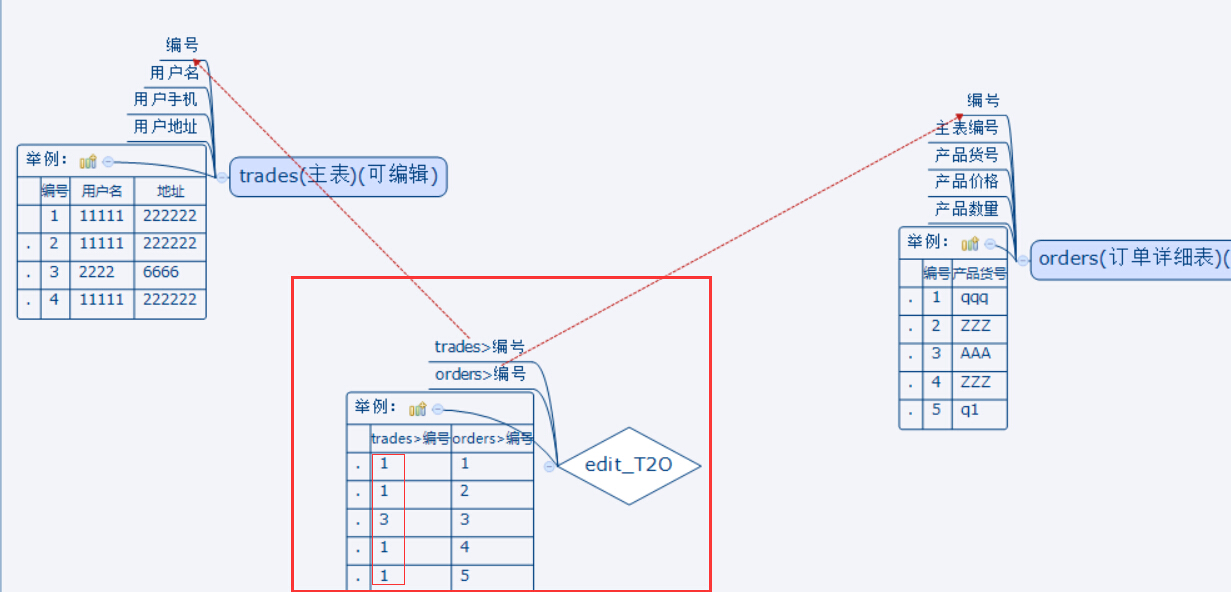 编号
用户名
用户手机
用户地址
举例：
编号 用户名 地址
1 11111 222222
. 2 11111 222222
. 3 2222 6666
. 4 11111 222222
trades(主表)(可编辑)
编号
主表编号
产品货号
产品价格
产品数量
举例：
编号 产品货号
. 1 qqq
. 2 ZZZ
. 3 AAA
. 4 ZZZ
. 5 q1
orders(订单详细表)(
trades>编号
orders>编号
举例：
trades>编号 orders>编号
. 1 1
. 1 2
. 3 3
. 1 4
. 1 5
edit_T2O